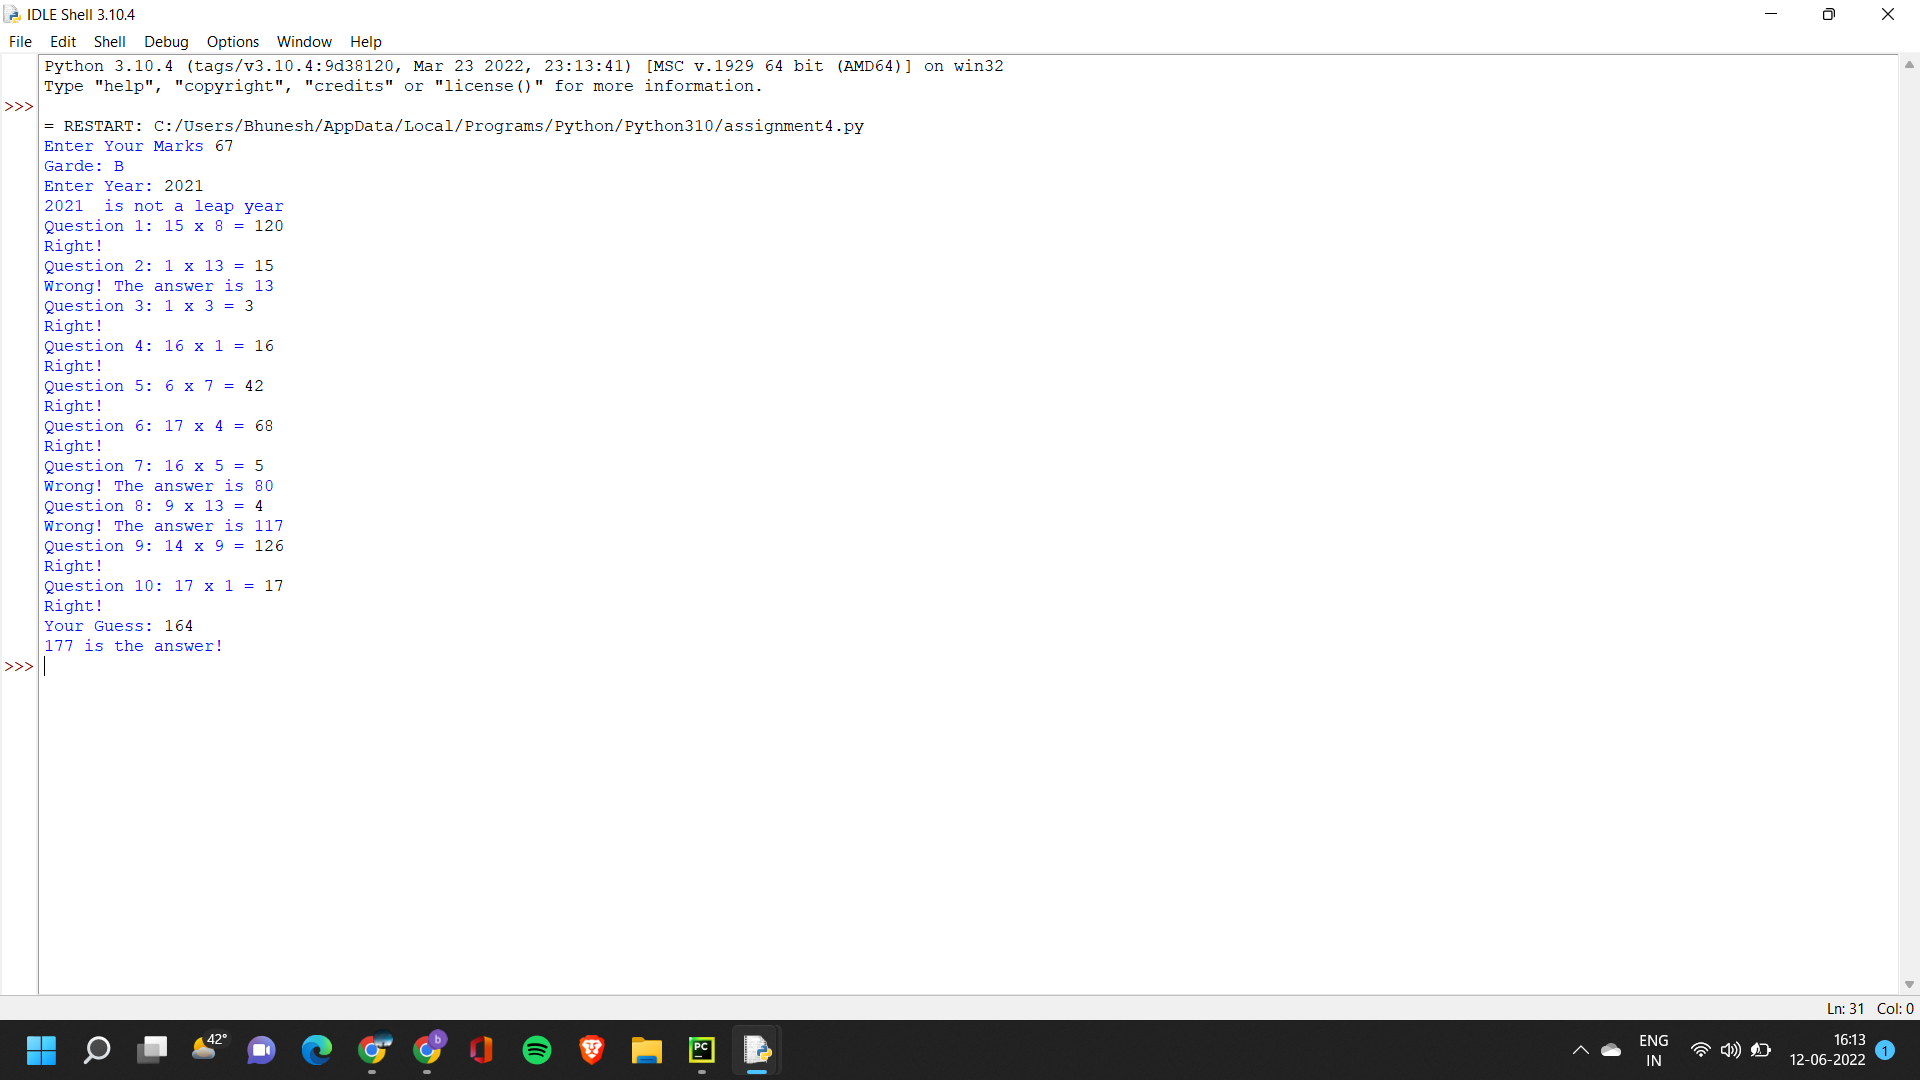 IDLE Shell 3.10.4
File Edit Shell Debug Options Window Help
Python 3.10.4 (tags/v3.10.4:9d38120, Mar 23 2022, 23:13:41) [MSC v.1929 64 bit (AMD64)] on win32
Type "help", "copyright", "credits" or "license()" for more information.
>>>
= RESTART: C:/Users/Bhunesh/AppData/Local/Programs/Python/Python310/assignment4.py
Enter Your Marks 67
Garde: B
Enter Year: 2021
2021  is not a leap year
Question 1: 15 x 8 = 120
Right!
Question 2: 1 x 13 = 15
Wrong! The answer is 13
Question 3: 1 x 3 = 3
Right!
Question 4: 16 x 1 = 16
Right!
Question 5: 6 x 7 = 42
Right!
Question 6: 17 x 4 = 68
Right!
Question 7: 16 x 5 = 5
Wrong! The answer is 80
Question 8: 9 x 13 = 4
Wrong! The answer is 117
Question 9: 14 x 9 = 126
Right!
Question 10: 17 x 1 = 17
Right!
Your Guess: 164
177 is the answer!
>>>
Ln: 31 Col: 0
42°
b
PC
ENG
IN
16:13
12-06-2022
1